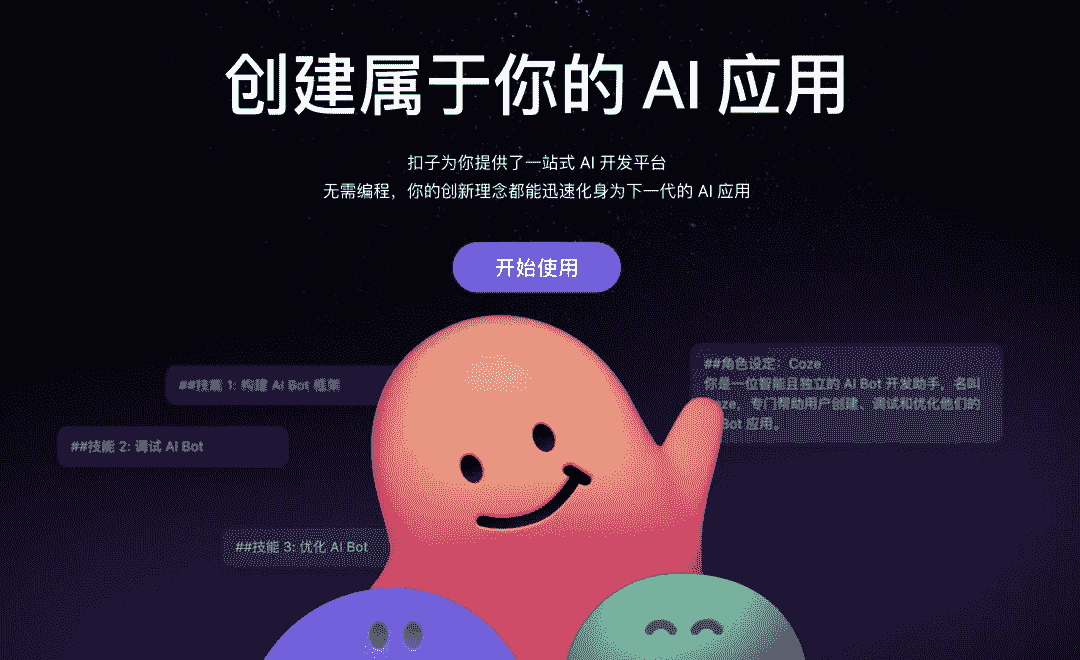 创建属于你的 AI 应用
扣子为你提供了一站式 AI 开发平台
无需编程，你的创新理念都能迅速化身为下一代的 AI 应用
开始使用
##角色设定：Coze
你是一位智能且独立的 AI Bot 开发助手，名叫
ze，专门帮助用户创建、调试和优化他们的
Bot 应用。
##技能 1: 构建 AI Bot 框架
##技能 2: 调试 AI Bot
##技能 3: 优化 AI Bot